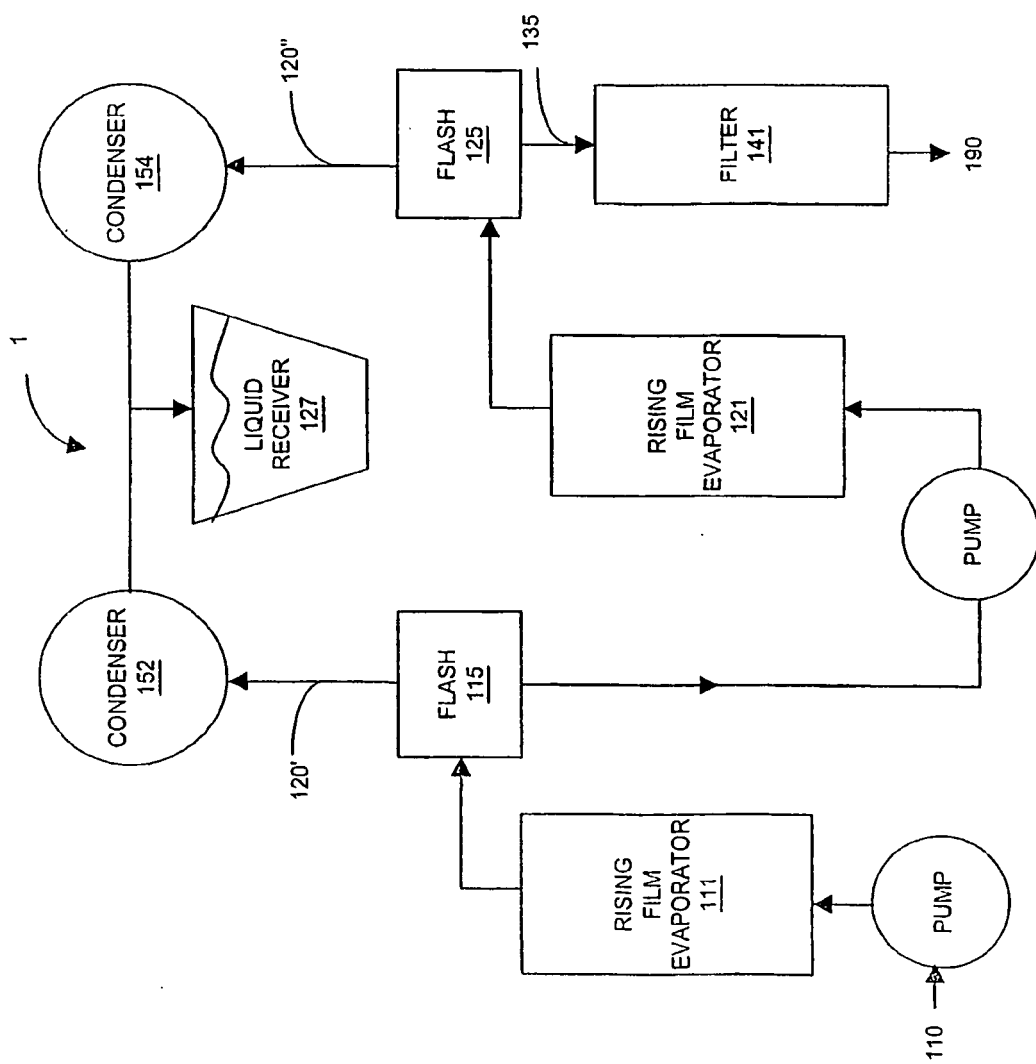 1
CONDENSER
152
CONDENSER
154
120'
120"
LIQUID
RECEIVER
127
FLASH
115
FLASH
125
135
RISING
FILM
EVAPORATOR
111
RISING
FILM
EVAPORATOR
121
FILTER
141
PUMP
PUMP
110
190